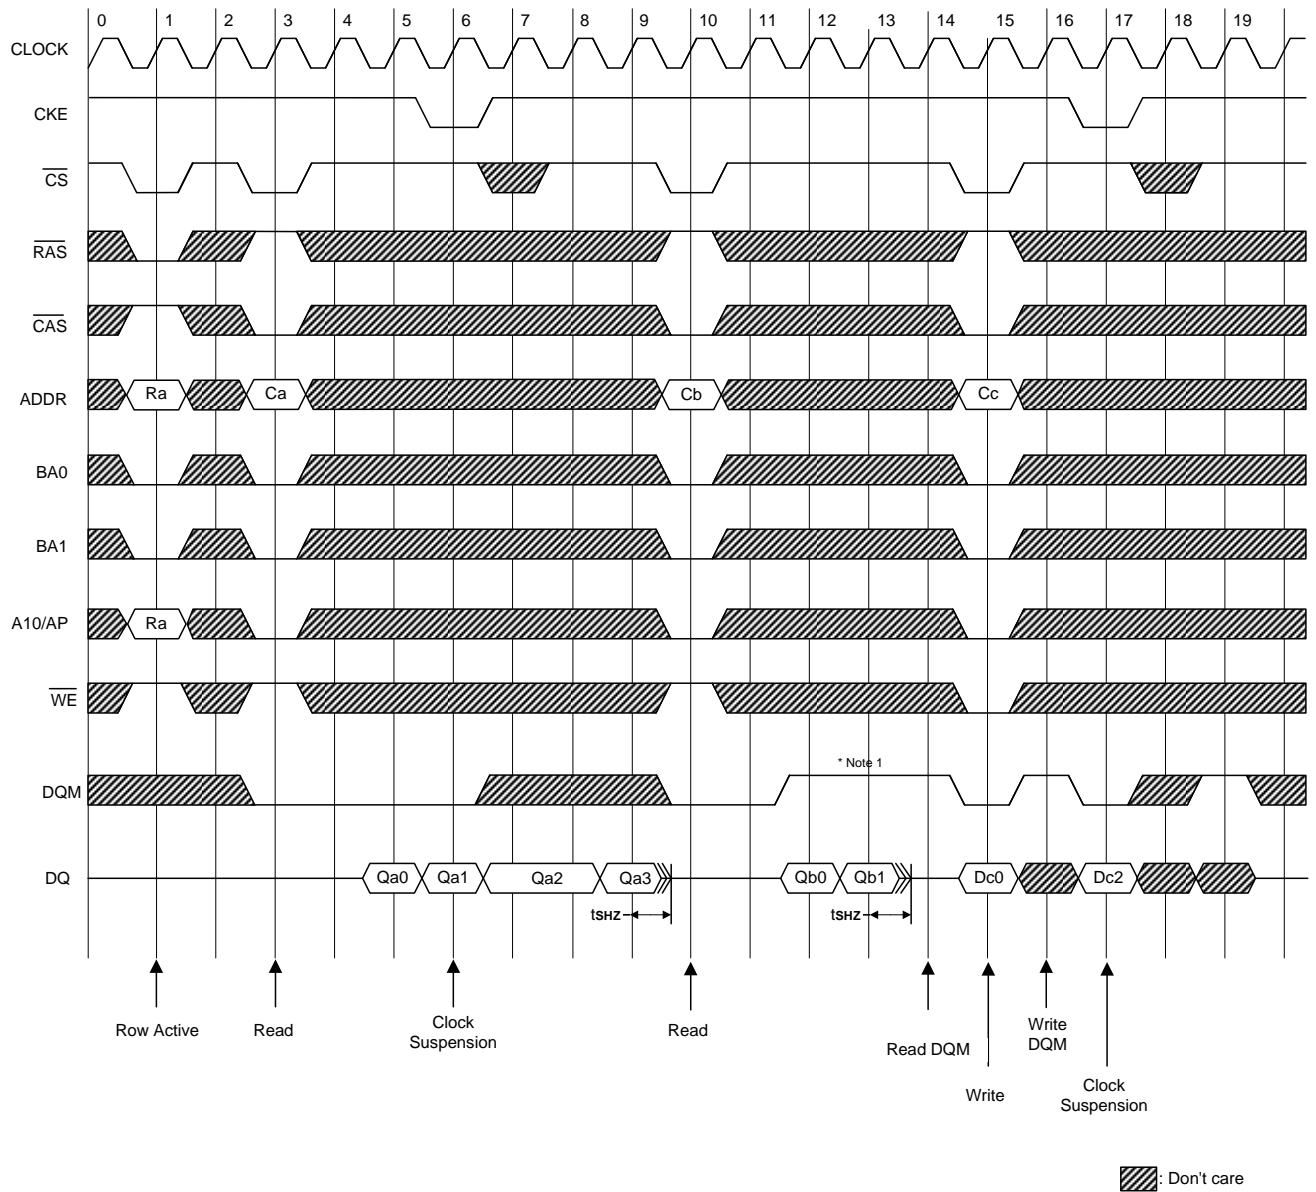 0 1 2 3 4 5 6 7 8 9 10 11 12 13 14 15 16 17 18 19
CLOCK
CKE
CS
RAS
CAS
ADDR Ra Ca Cb Cc
BA0
BA1
A10/AP Ra
WE
* Note 1
DQM
DQ Qa0 Qa1 Qa2 Qa3 Qb0 Qb1 Dc0 Dc2
tSHZ tSHZ
Row Active Read Clock Suspension Read Read DQM Write Write DQM Clock Suspension
: Don't care